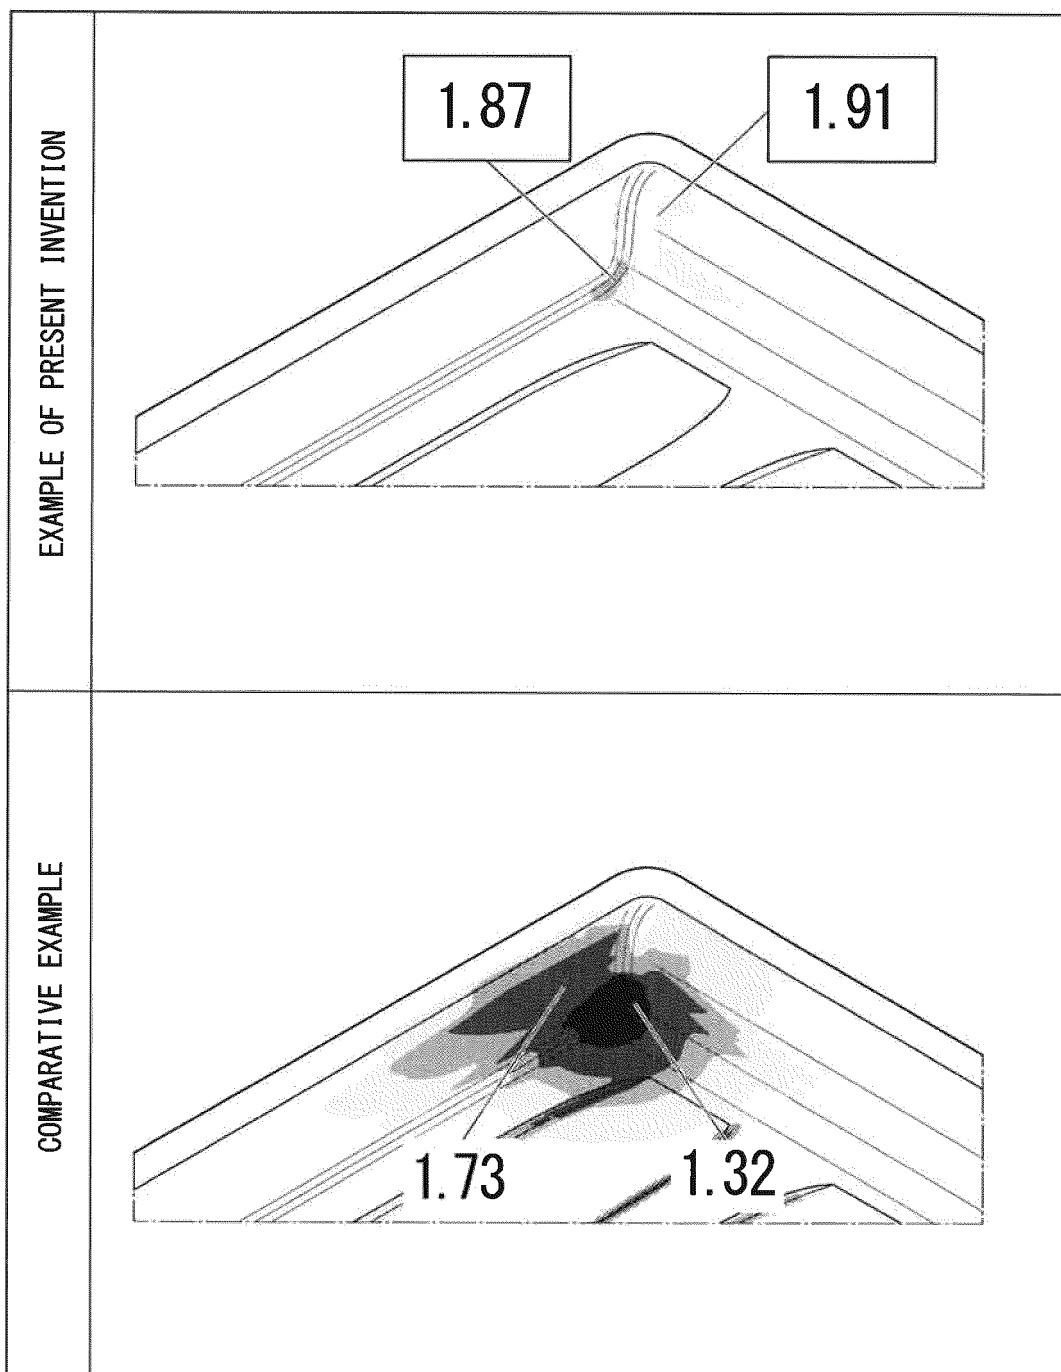 EXAMPLE OF PRESENT INVENTION
1.87
1.91
COMPARATIVE EXAMPLE
1.73
1.32